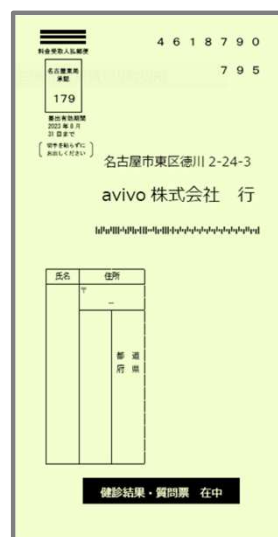 料金受取人払郵便
4618790
795
名古屋東局
承認
179
差出有効期間
2023年8月
31日まで
切手を貼らずに
お出しください
名古屋市東区徳川 2-24-3
avivo 株式会社 行
氏名
住所
〒 －
都道
府県
健診結果・質問票 在中